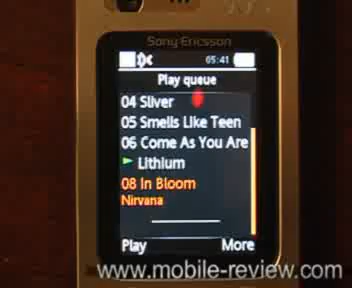 Sony Ericsson
05:41
Play queue
04 Sliver
05 Smells Like Teen
06 Come As You Are
Lithium
08 In Bloom
Nirvana
Play More
www.mobile-review.com